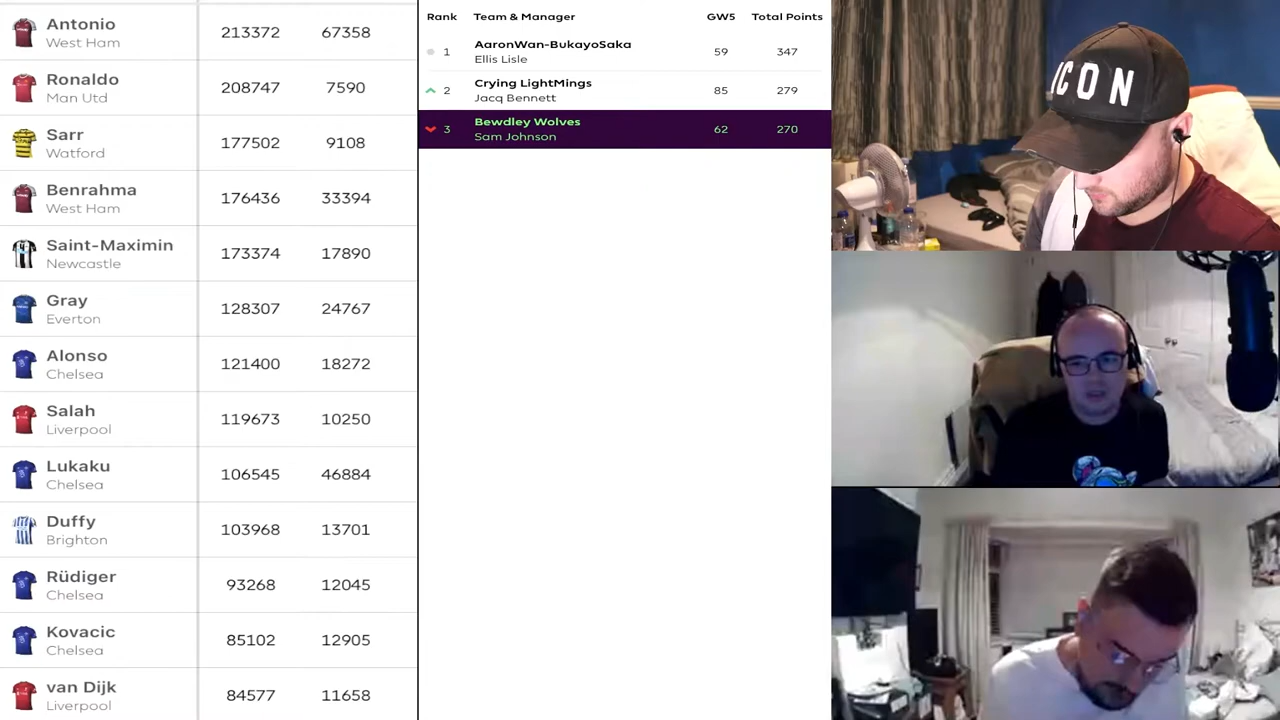 Antonio 213372 67358
West Ham
Ronaldo 208747 7590
Man Utd
Sarr 177502 9108
Watford
Benrahma 176436 33394
West Ham
Saint-Maximin 173374 17890
Newcastle
Gray 128307 24767
Everton
Alonso 121400 18272
Chelsea
Salah 119673 10250
Liverpool
Lukaku 106545 46884
Chelsea
Duffy 103968 13701
Brighton
Rüdiger 93268 12045
Chelsea
Kovacic 85102 12905
Chelsea
van Dijk 84577 11658
Liverpool
Rank Team & Manager GW5 Total Points
1 AaronWan-BukayoSaka 59 347
Ellis Lisle
2 Crying LightMings 85 279
Jacq Bennett
3 Bewdley Wolves 62 270
Sam Johnson
ICON